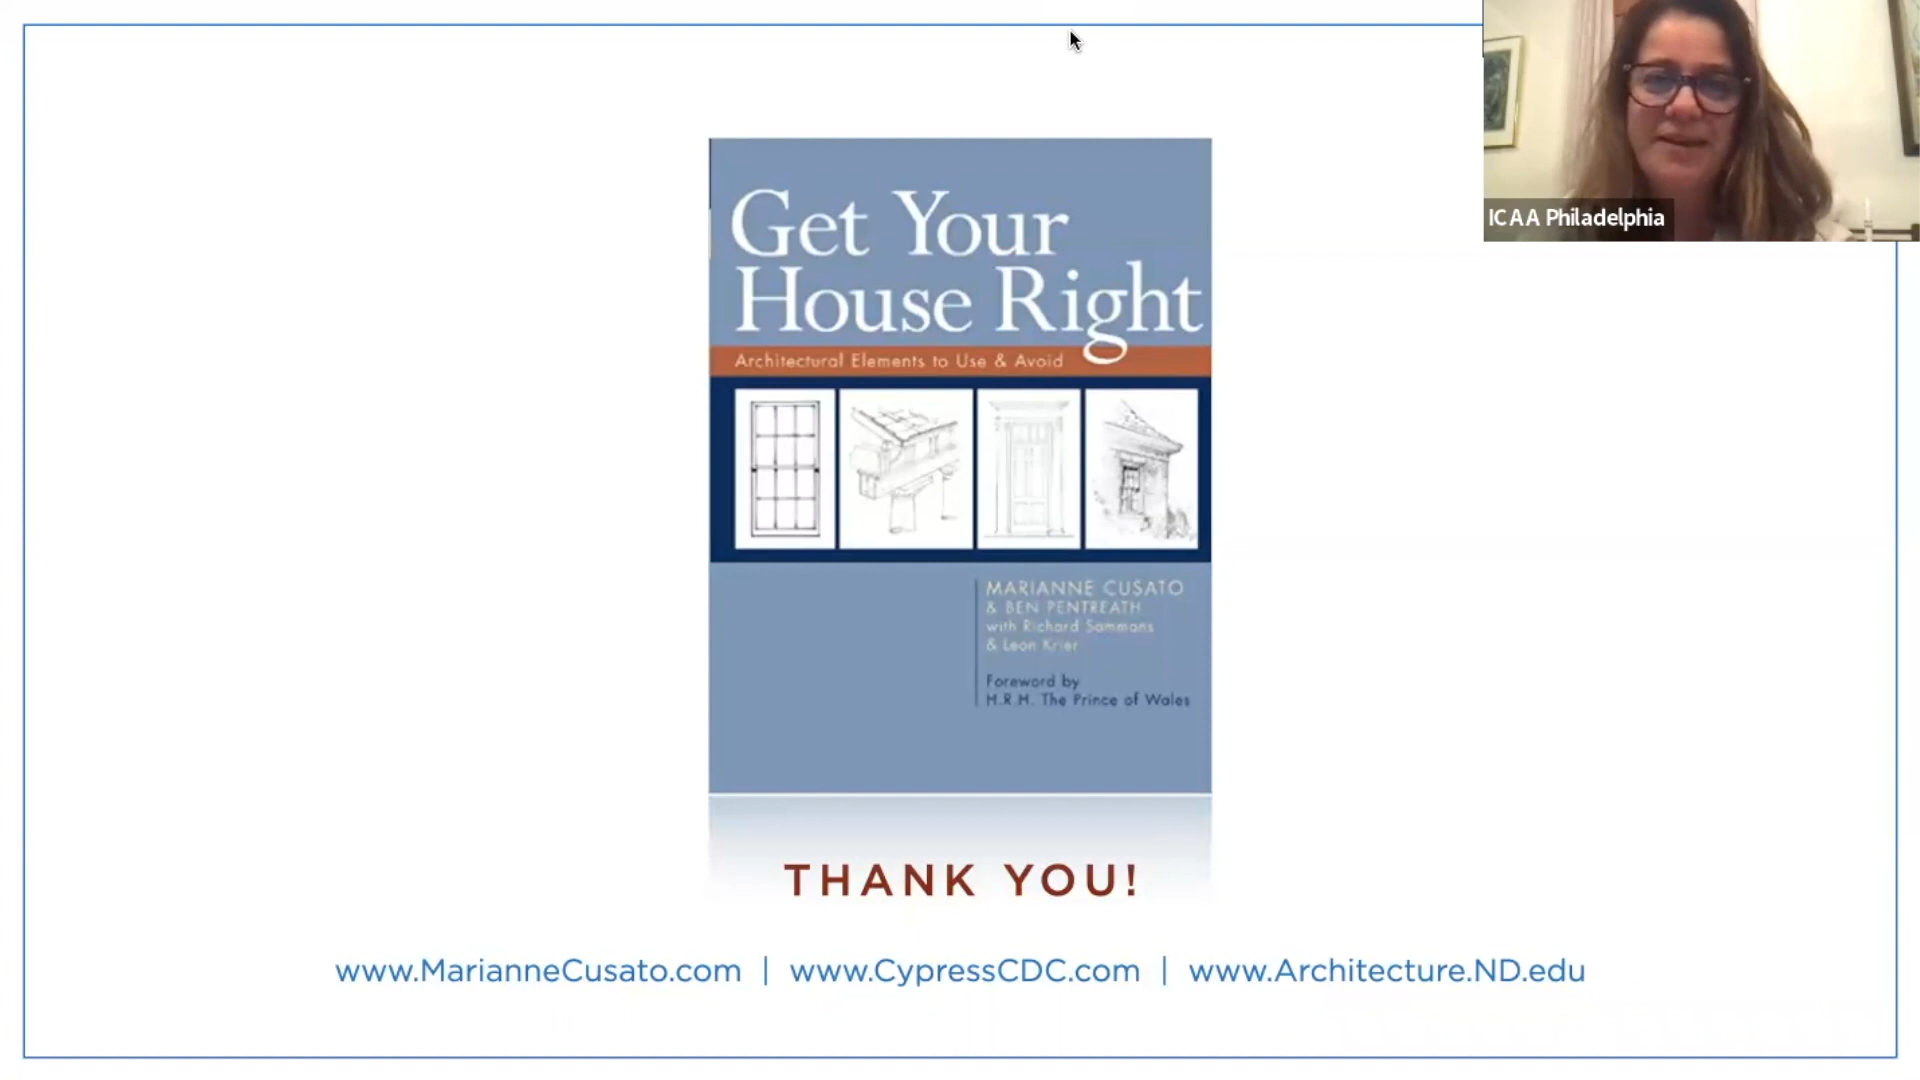 ICAA Philadelphia
Get Your
House Right
Architectural Elements to Use & Avoid
MARIANNE CUSATO
& BEN PENTREATH
with Richard Sammons
& Leon Krier
Foreword by
H.R.H. The Prince of Wales
THANK YOU!
www.MarianneCusato.com | www.CypressCDC.com | www.Architecture.ND.edu